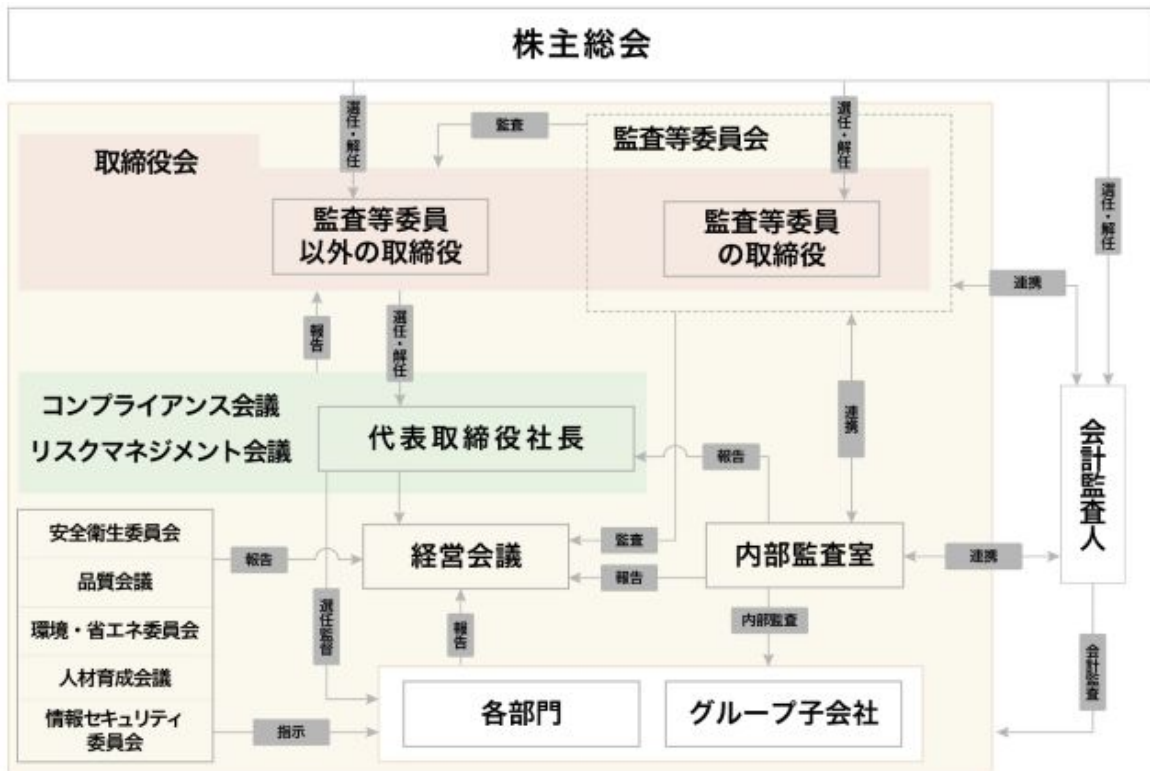 株主総会
選任・解任
選任・解任
選任・解任
監査
監査等委員会
取締役会
監査等委員
以外の取締役
監査等委員
の取締役
連携
報告
選任・解任
コンプライアンス会議
リスクマネジメント会議
代表取締役社長
報告
連携
会計監査人
安全衛生委員会
品質会議
環境・省エネ委員会
人材育成会議
情報セキュリティ
委員会
報告
経営会議
監査
報告
内部監査室
連携
選任監督
報告
内部監査
会計監査
指示
各部門
グループ子会社